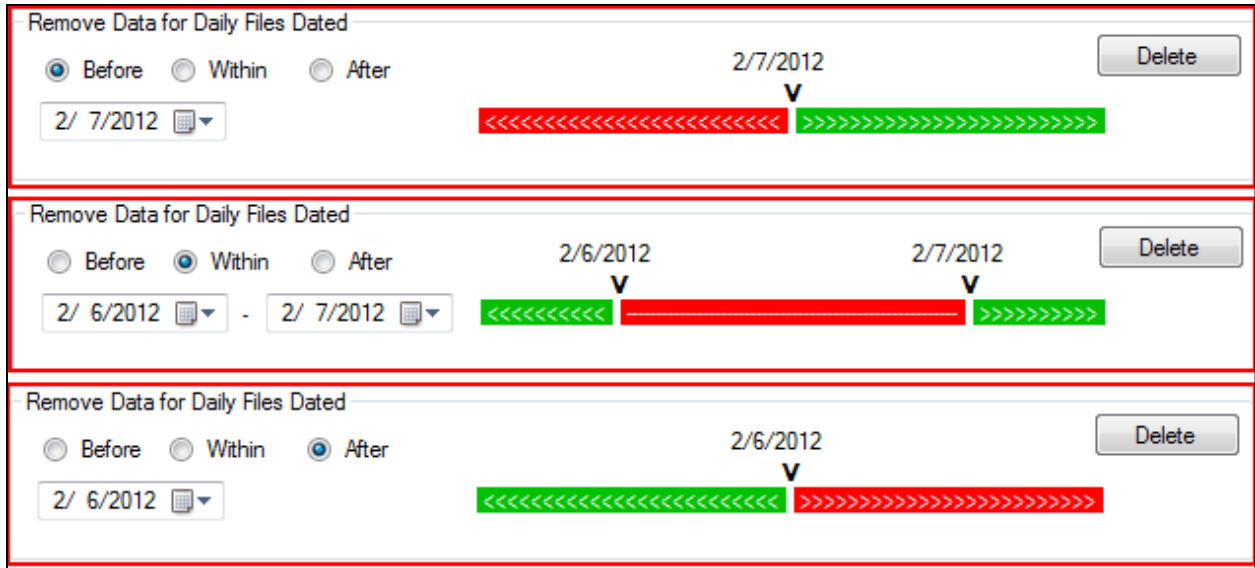 Remove Data for Daily Files Dated
Before Within After 2/7/2012 Delete
V
2/ 7/2012 <<<<<<<<<<<<<<<<<<<<<<<<< >>>>>>>>>>>>>>>>>>>>>>>>>
Remove Data for Daily Files Dated
Before Within After 2/6/2012 2/7/2012 Delete
V V
2/ 6/2012 - 2/ 7/2012 <<<<<<<<<< ---------------------------------------- >>>>>>>>>>
Remove Data for Daily Files Dated
Before Within After 2/6/2012 Delete
V
2/ 6/2012 <<<<<<<<<<<<<<<<<<<<<<<<< >>>>>>>>>>>>>>>>>>>>>>>>>